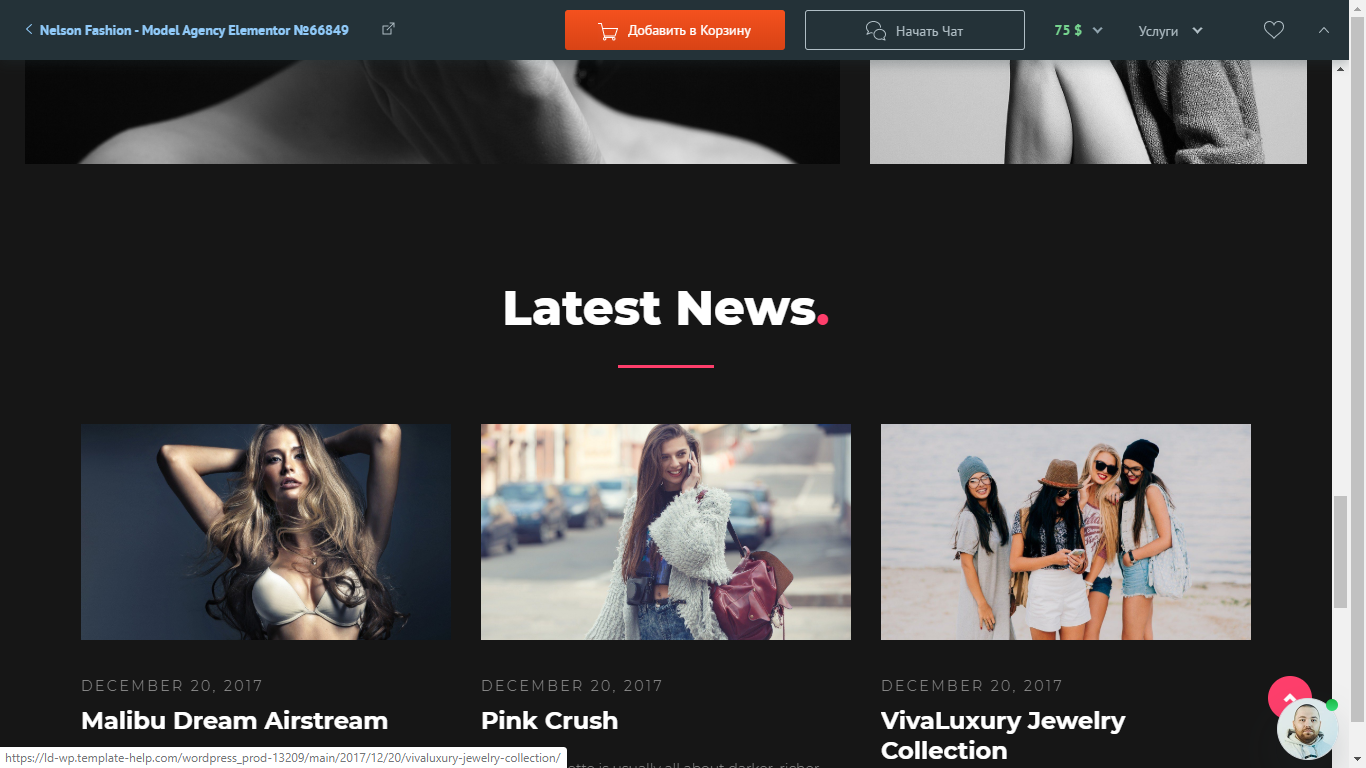 Nelson Fashion - Model Agency Elementor №66849
Добавить в Корзину
Начать Чат
75 $
Услуги
Latest News.
DECEMBER 20, 2017
Malibu Dream Airstream
DECEMBER 20, 2017
Pink Crush
DECEMBER 20, 2017
VivaLuxury Jewelry
Collection
is usually all about darker, richer
https://ld-wp.template-help.com/wordpress_prod-13209/main/2017/12/20/vivaluxury-jewelry-collection/